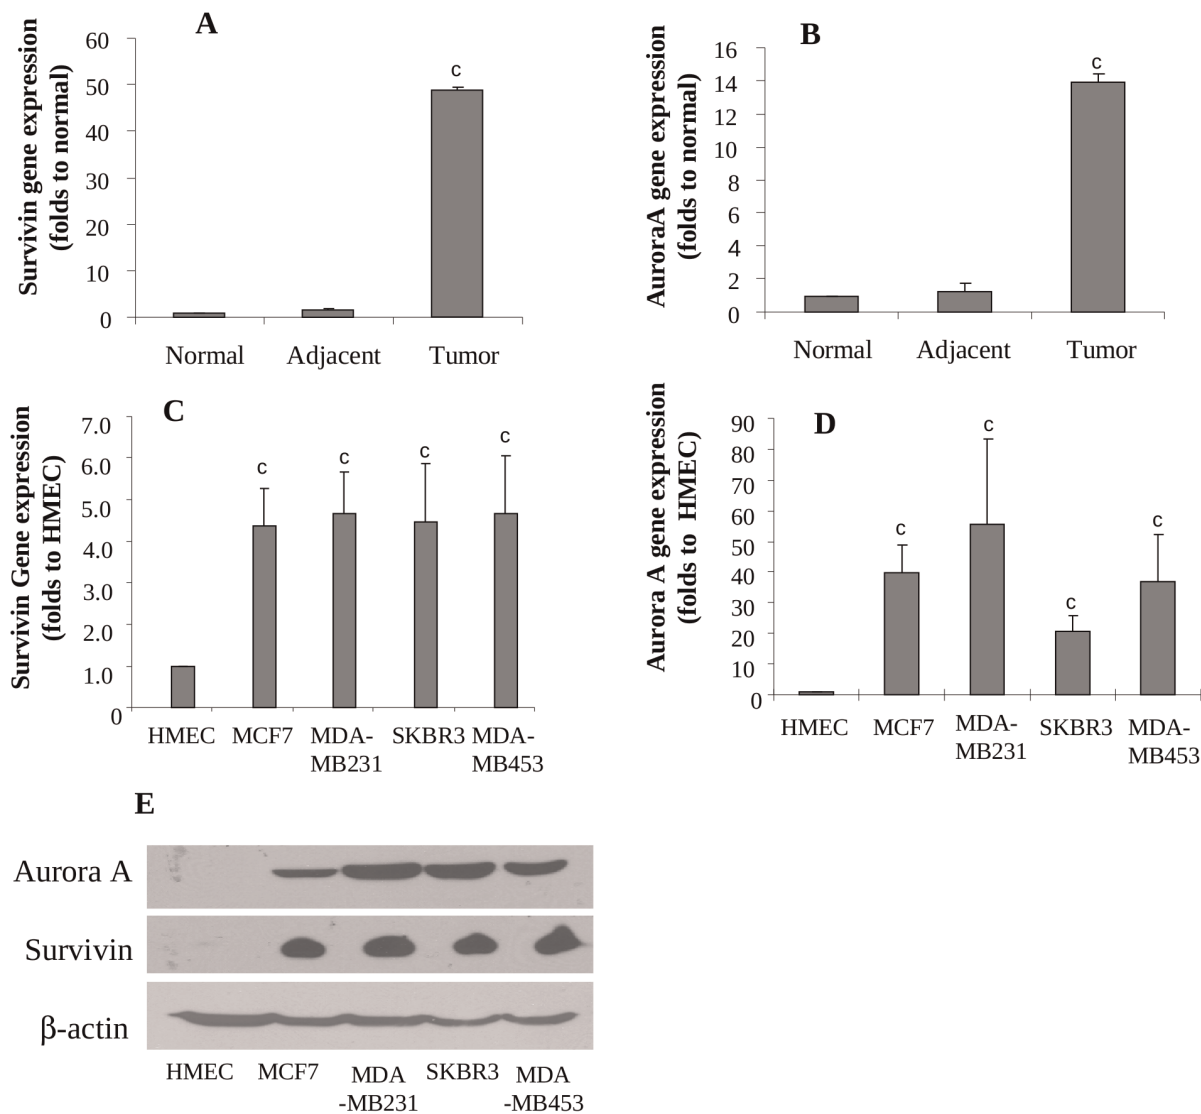 A
Survivin gene expression
(folds to normal)
60
50
40
30
20
10
0
c
Normal Adjacent Tumor
B
AuroraA gene expression
(folds to normal)
16
14
12
10
8
6
4
2
0
c
Normal Adjacent Tumor
C
Survivin Gene expression
(folds to HMEC)
7.0
6.0
5.0
4.0
3.0
2.0
1.0
0
c c c c
HMEC MCF7 MDA- SKBR3 MDA-
MB231 MB453
D
Aurora A gene expression
(folds to HMEC)
90
80
70
60
50
40
30
20
10
0
c c c c
HMEC MCF7 MDA- SKBR3 MDA-
MB231 MB453
E
Aurora A
Survivin
β-actin
HMEC MCF7 MDA SKBR3 MDA
-MB231 -MB453